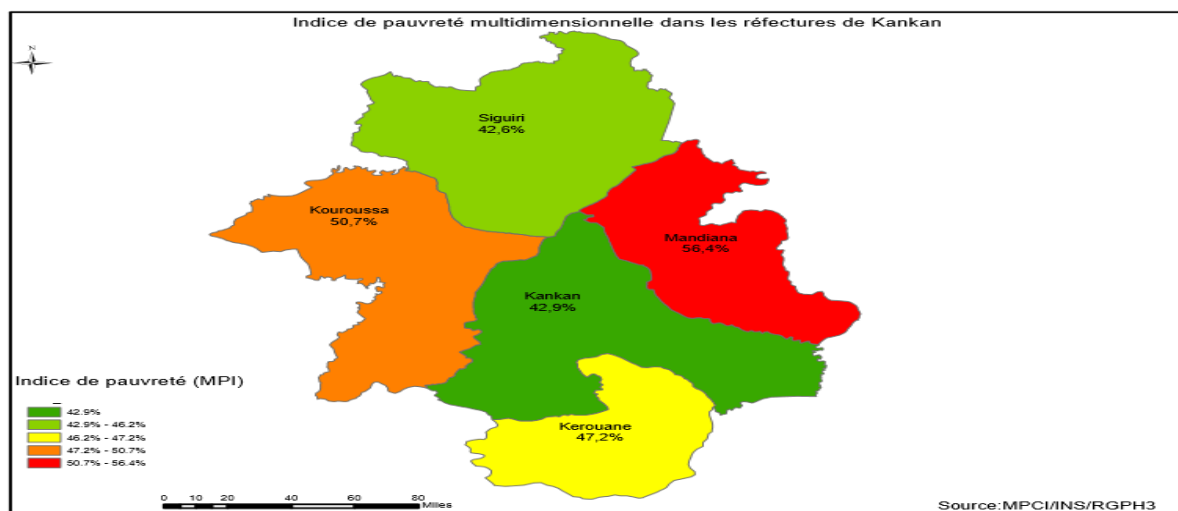 Indice de pauvreté multidimensionnelle dans les réfectures de Kankan
N
Siguiri
42,6%
Kouroussa
50,7%
Mandiana
56,4%
Kankan
42,9%
Kerouane
47,2%
Indice de pauvreté (MPI)
42.9%
42.9% - 46.2%
46.2% - 47.2%
47.2% - 50.7%
50.7% - 56.4%
0 10 20 40 60 80
Miles
Source:MPCI/INS/RGPH3